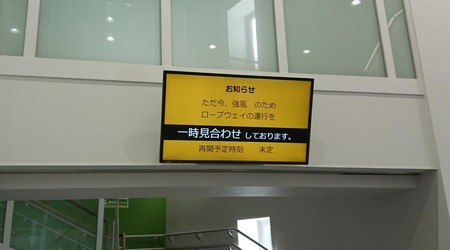 お知らせ
ただ今、強風 のため
ロープウェイの運行を
一時見合わせ しております。
再開予定時刻 未定